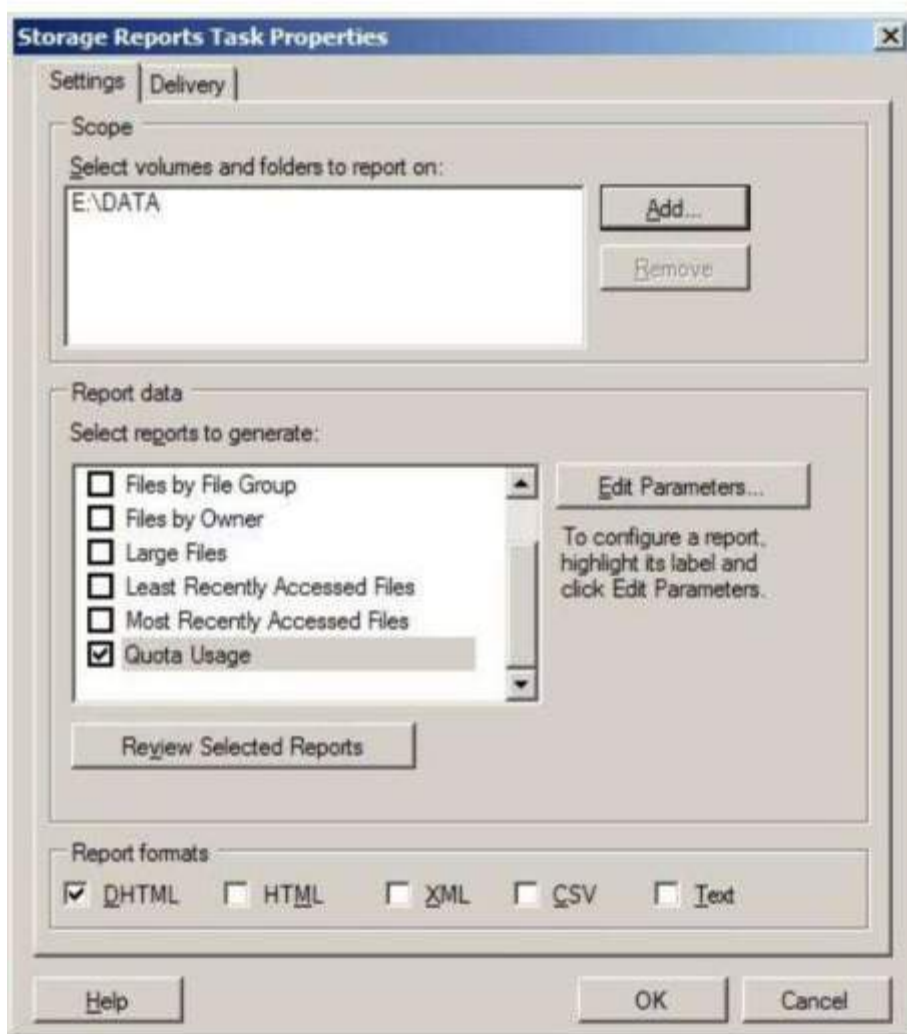 Storage Reports Task Properties
Settings
Delivery
Scope
Select volumes and folders to report on:
E:\DATA
Add...
Remove
Report data
Select reports to generate:
Files by File Group
Files by Owner
Large Files
Least Recently Accessed Files
Most Recently Accessed Files
Quota Usage
Edit Parameters...
To configure a report,
highlight its label and
click Edit Parameters.
Review Selected Reports
Report formats
DHTML
HTML
XML
CSV
Text
Help
OK
Cancel